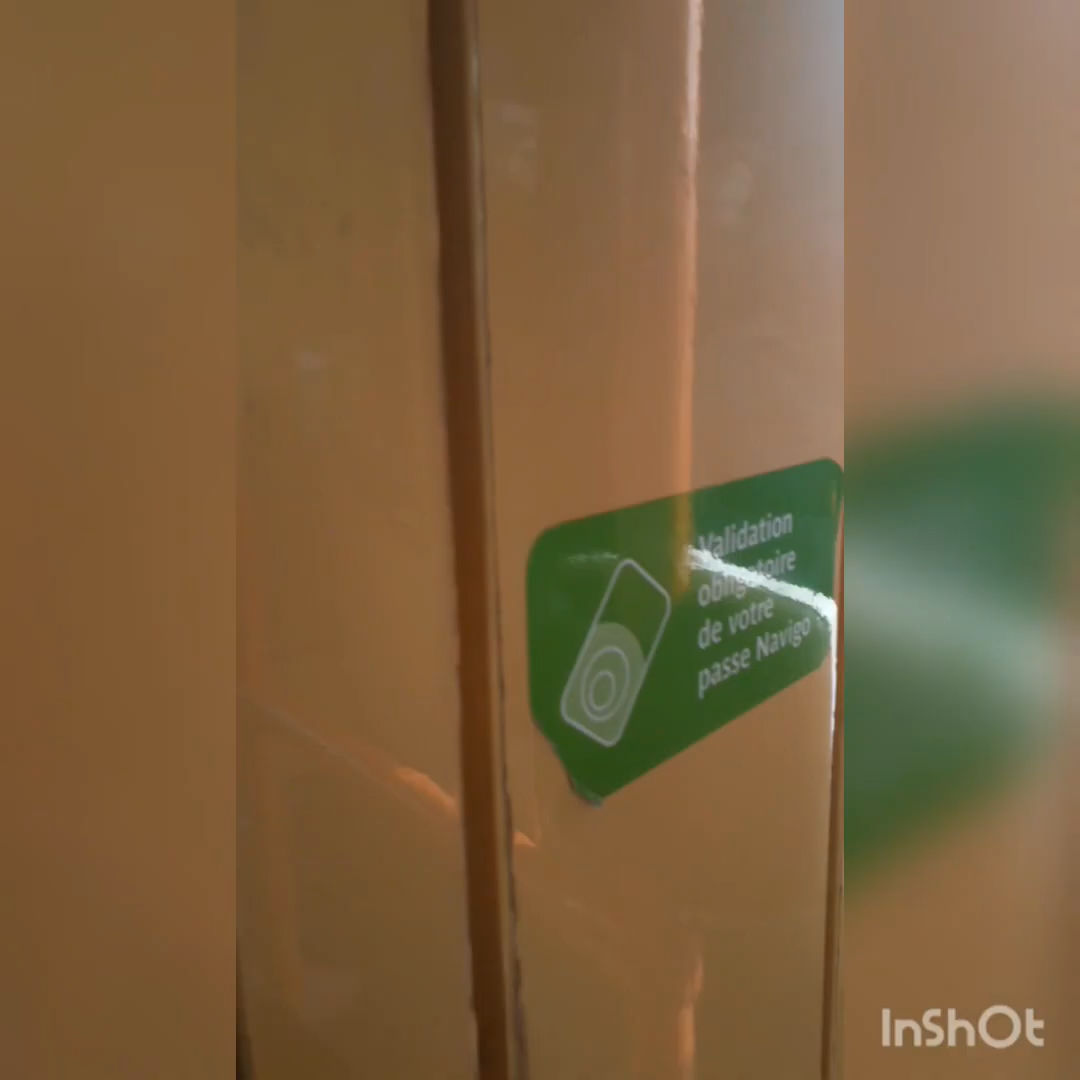 Validation
obligatoire
de votre
passe Navigo
InShOt